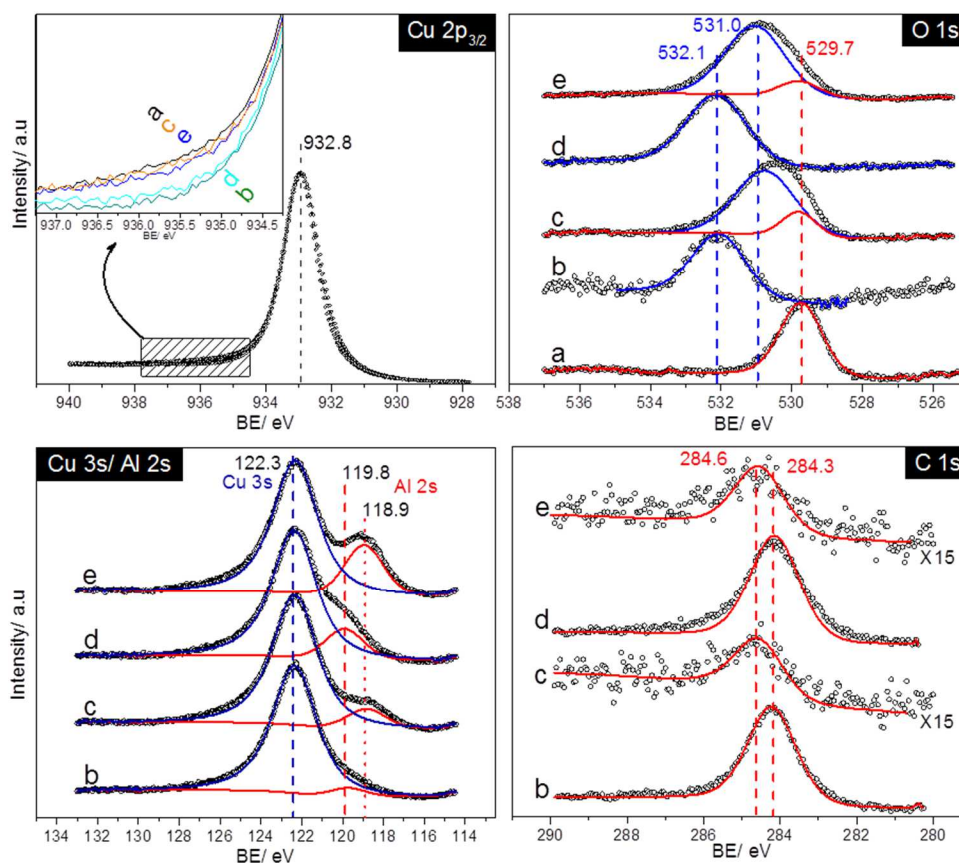 Cu 2p3/2
Intensity/ a.u
a
c
e
d
b
937.0 936.5 936.0 935.5 935.0 934.5
BE/ eV
932.8
940 938 936 934 932 930 928
BE/ eV
O 1s
531.0
532.1
529.7
e
d
c
b
a
538 536 534 532 530 528 526
BE/ eV
Cu 3s/ Al 2s
Intensity/ a.u
122.3
Cu 3s
119.8
Al 2s
118.9
e
d
c
b
134 132 130 128 126 124 122 120 118 116 114
BE/ eV
C 1s
284.6
284.3
e
X15
d
c
X15
b
290 288 286 284 282 280
BE/ eV